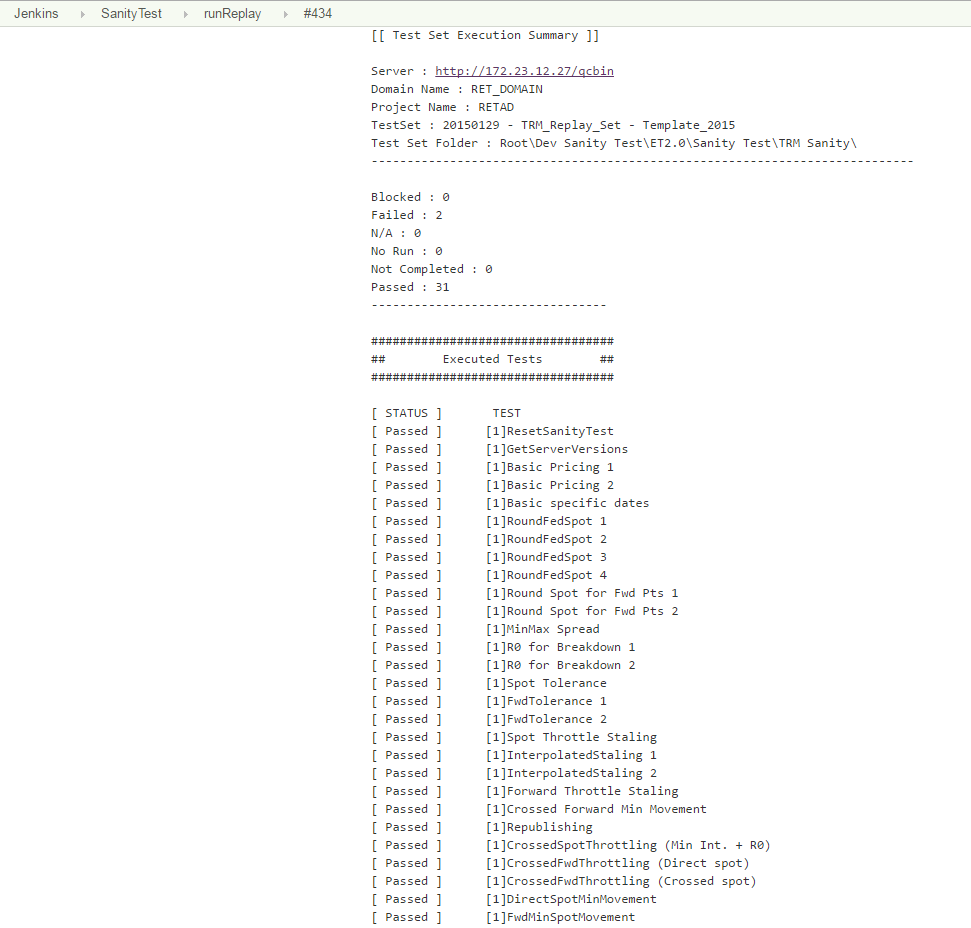 Jenkins SanityTest runReplay #434
[[ Test Set Execution Summary ]]
Server : http://172.23.12.27/qcbin
Domain Name : RET_DOMAIN
Project Name : RETAD
TestSet : 20150129 - TRM_Replay_Set - Template_2015
Test Set Folder : Root\Dev Sanity Test\ET2.0\Sanity Test\TRM Sanity\
----------------------------------------------------------------------------
Blocked : 0
Failed : 2
N/A : 0
No Run : 0
Not Completed : 0
Passed : 31
---------------------------------
##################################
##        Executed Tests        ##
##################################
[ STATUS ]       TEST
[ Passed ]      [1]ResetSanityTest
[ Passed ]      [1]GetServerVersions
[ Passed ]      [1]Basic Pricing 1
[ Passed ]      [1]Basic Pricing 2
[ Passed ]      [1]Basic specific dates
[ Passed ]      [1]RoundFedSpot 1
[ Passed ]      [1]RoundFedSpot 2
[ Passed ]      [1]RoundFedSpot 3
[ Passed ]      [1]RoundFedSpot 4
[ Passed ]      [1]Round Spot for Fwd Pts 1
[ Passed ]      [1]Round Spot for Fwd Pts 2
[ Passed ]      [1]MinMax Spread
[ Passed ]      [1]R0 for Breakdown 1
[ Passed ]      [1]R0 for Breakdown 2
[ Passed ]      [1]Spot Tolerance
[ Passed ]      [1]FwdTolerance 1
[ Passed ]      [1]FwdTolerance 2
[ Passed ]      [1]Spot Throttle Staling
[ Passed ]      [1]InterpolatedStaling 1
[ Passed ]      [1]InterpolatedStaling 2
[ Passed ]      [1]Forward Throttle Staling
[ Passed ]      [1]Crossed Forward Min Movement
[ Passed ]      [1]Republishing
[ Passed ]      [1]CrossedSpotThrottling (Min Int. + R0)
[ Passed ]      [1]CrossedFwdThrottling (Direct spot)
[ Passed ]      [1]CrossedFwdThrottling (Crossed spot)
[ Passed ]      [1]DirectSpotMinMovement
[ Passed ]      [1]FwdMinSpotMovement